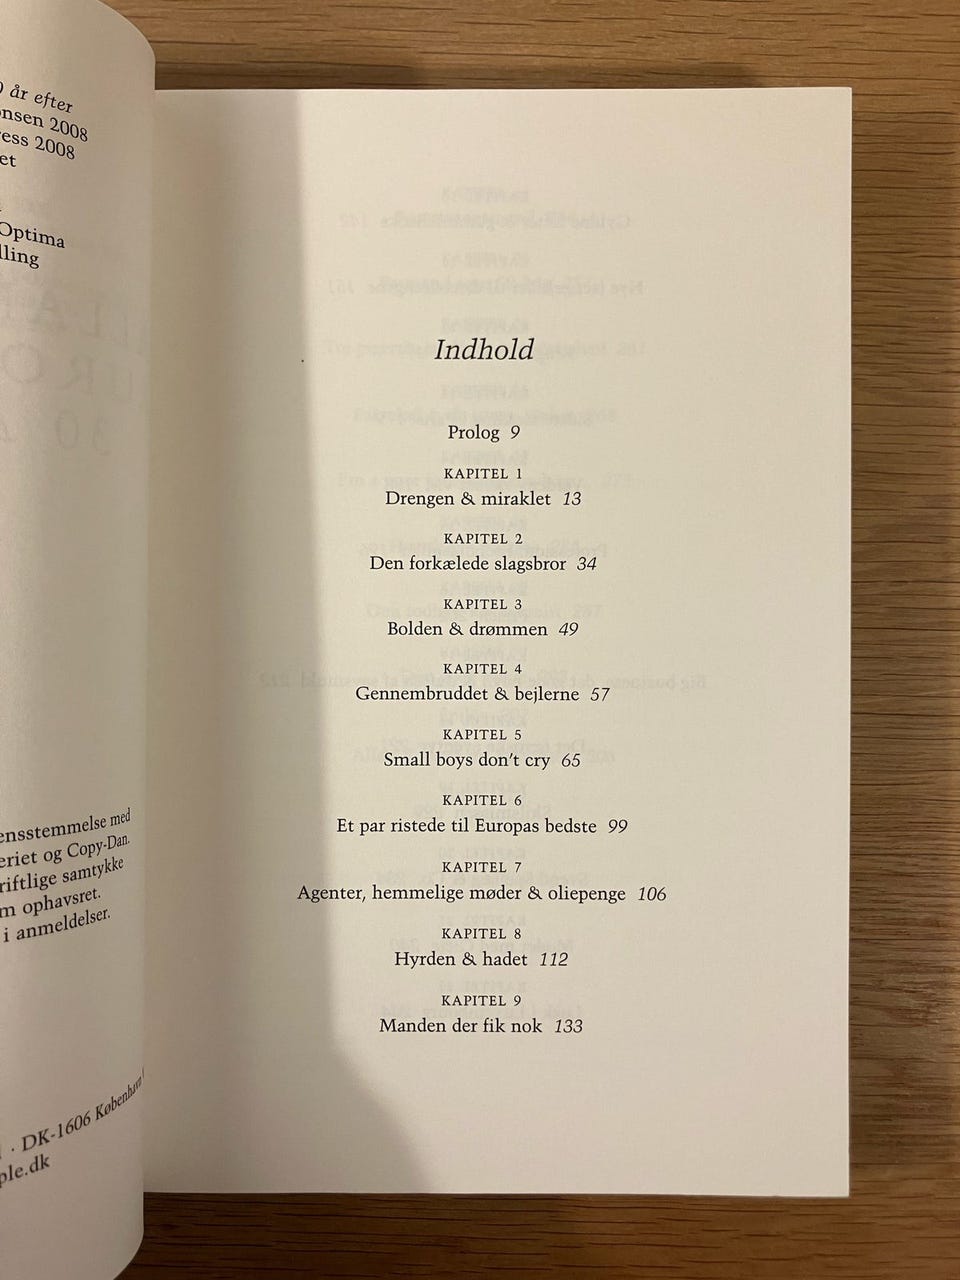 år efter
nsen 2008
ess 2008
et
Optima
lling
ensstemmelse med
eriet og Copy-Dan.
riftlige samtykke
m ophavsret.
i anmeldelser.
· DK-1606 København
ple.dk
Indhold
Prolog 9
KAPITEL 1
Drengen & miraklet 13
KAPITEL 2
Den forkælede slagsbror 34
KAPITEL 3
Bolden & drømmen 49
KAPITEL 4
Gennembruddet & bejlerne 57
KAPITEL 5
Small boys don't cry 65
KAPITEL 6
Et par ristede til Europas bedste 99
KAPITEL 7
Agenter, hemmelige møder & oliepenge 106
KAPITEL 8
Hyrden & hadet 112
KAPITEL 9
Manden der fik nok 133